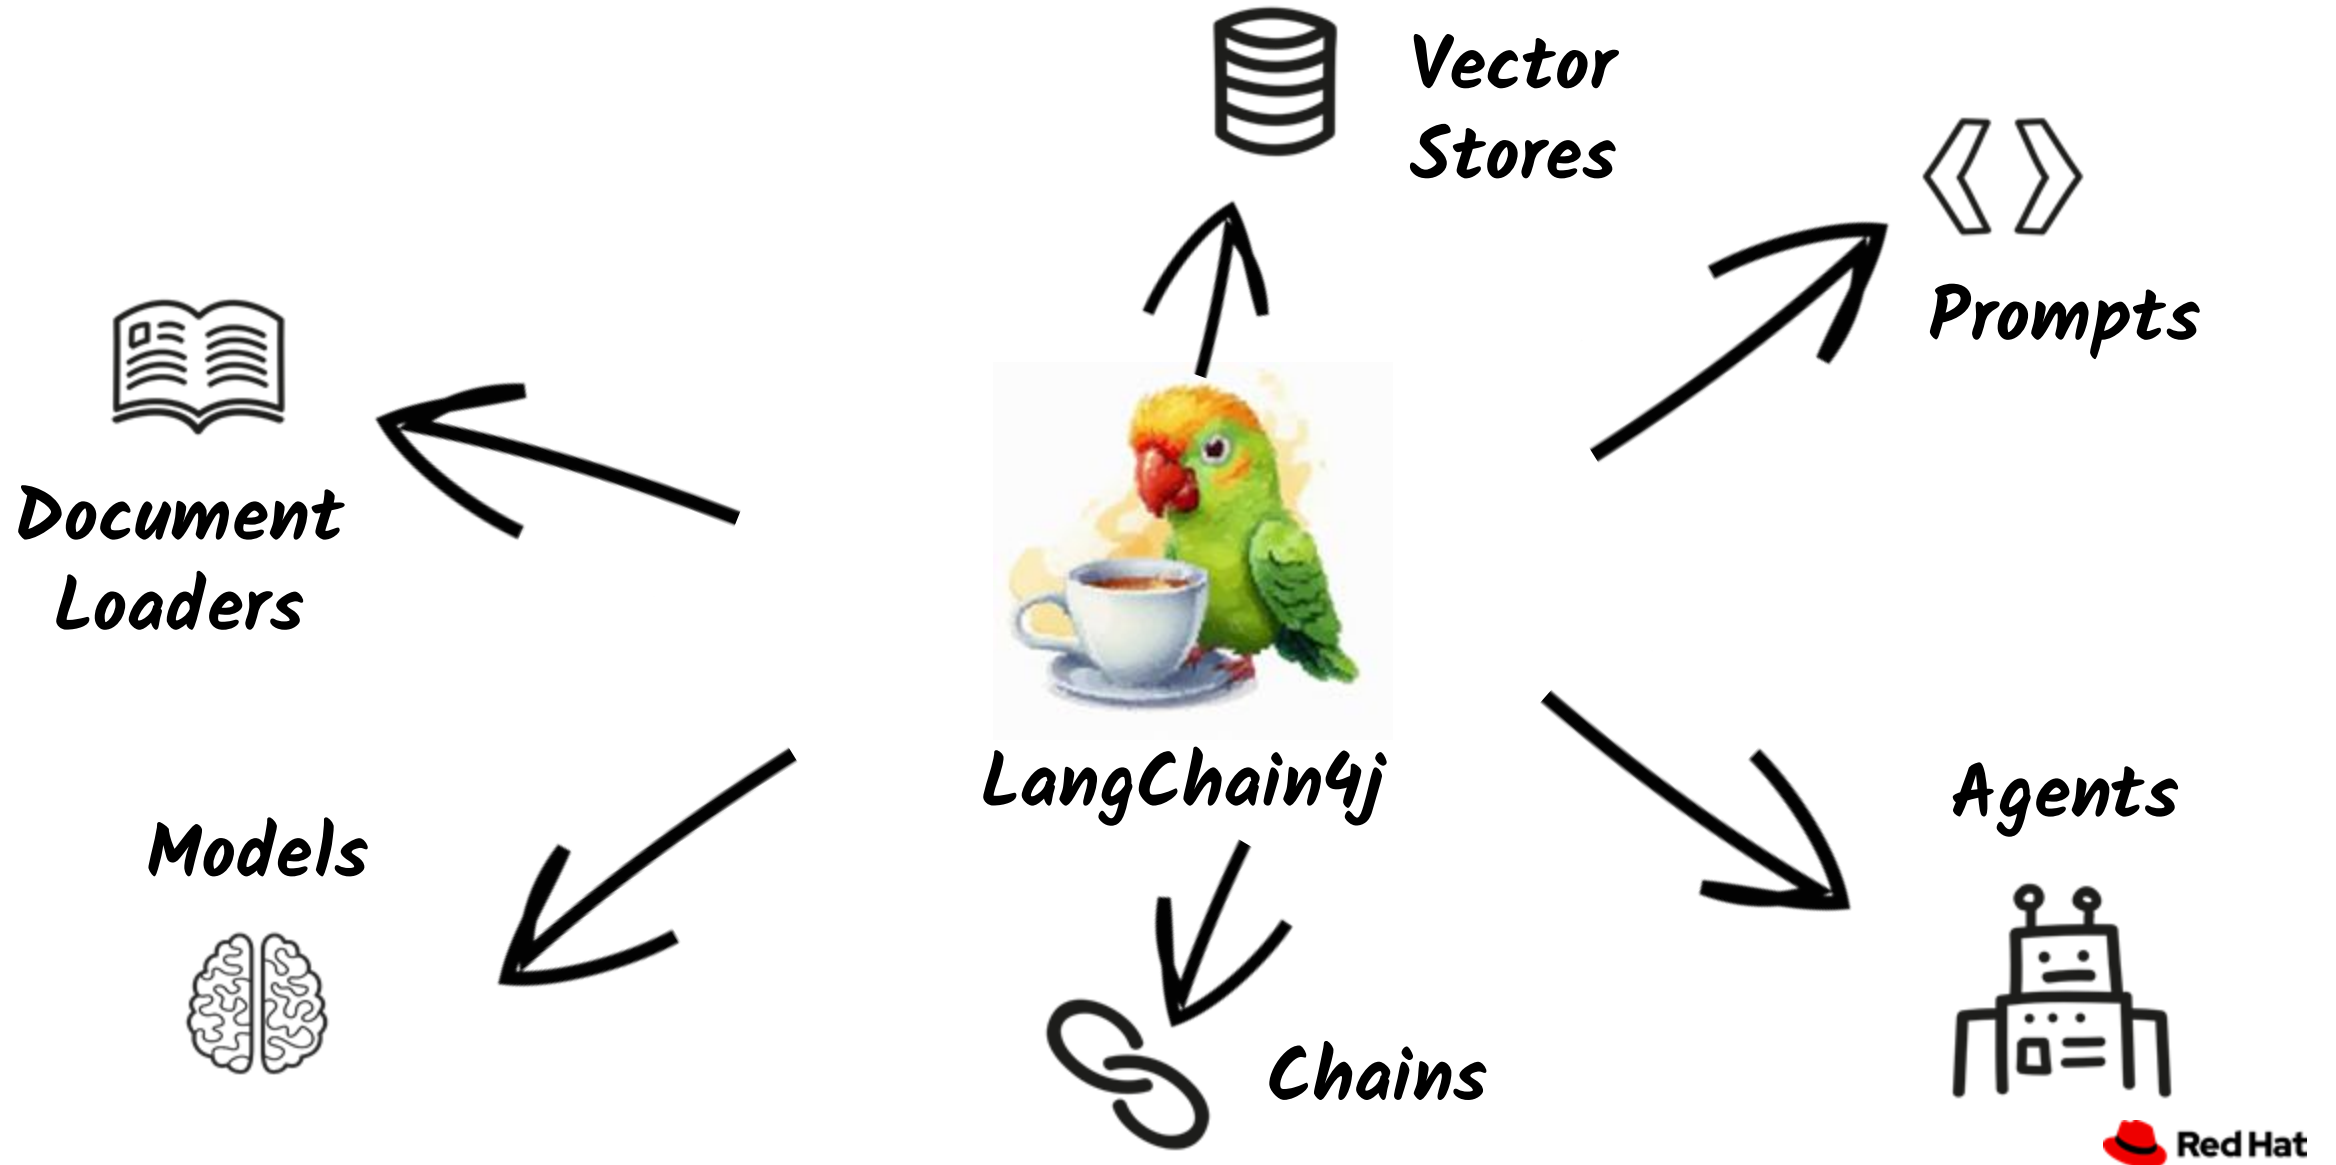 Vector
Stores
Prompts
Document
Loaders
LangChain4j
Models
Agents
Chains
Red Hat